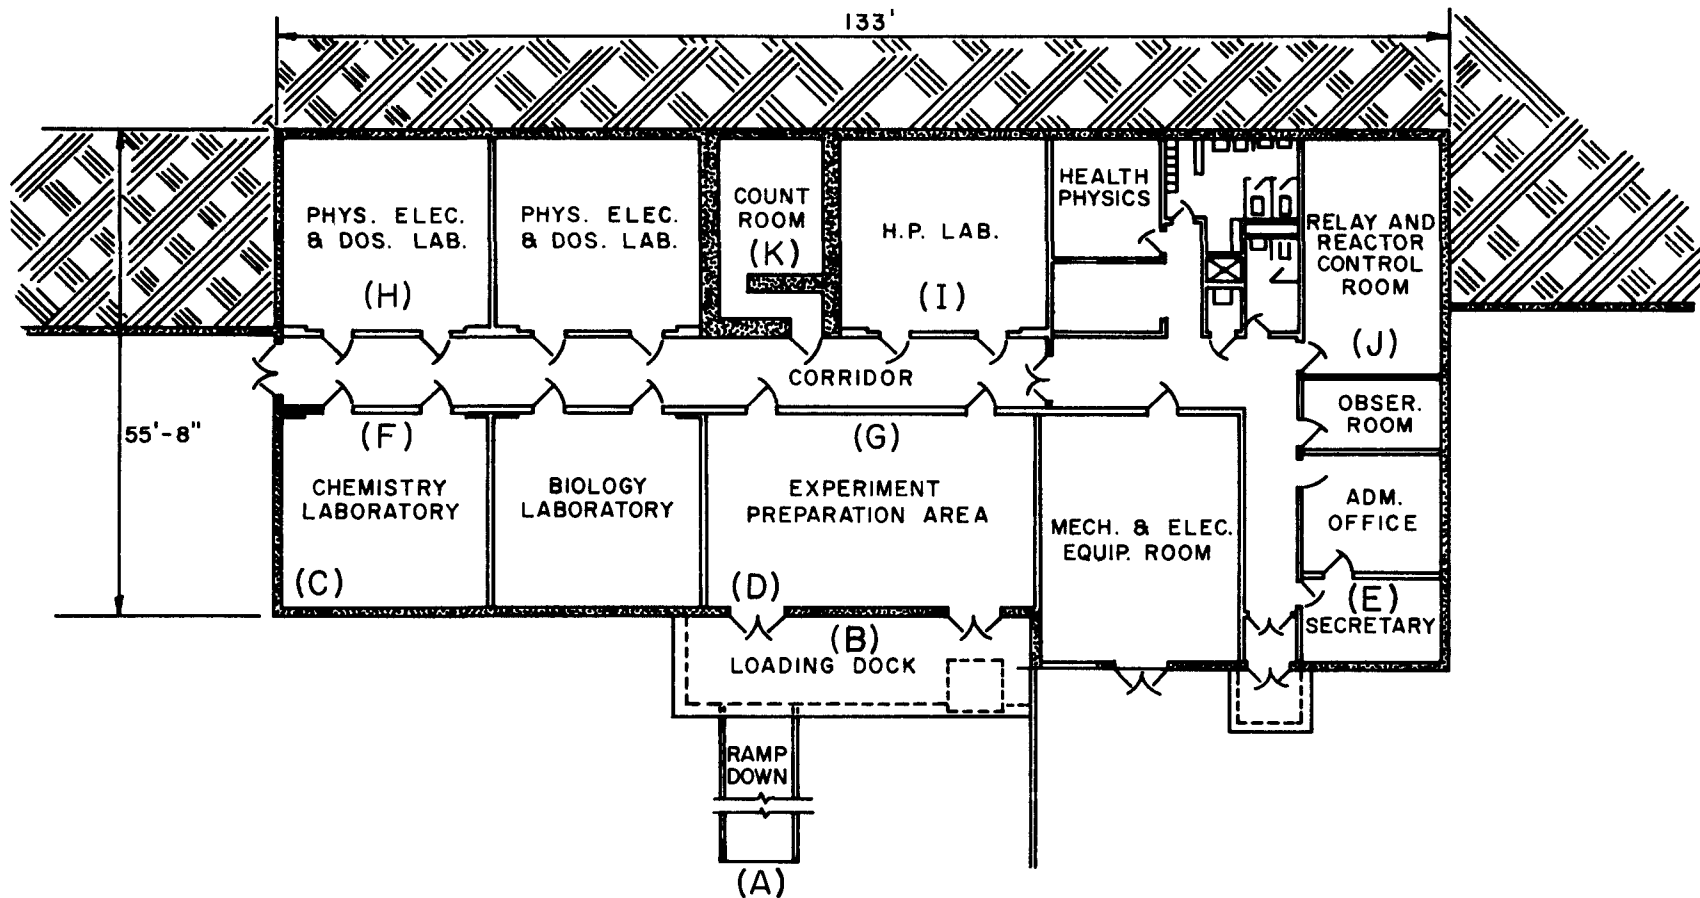 133'
PHYS. ELEC.
& DOS. LAB.
(H)
PHYS. ELEC.
& DOS. LAB.
COUNT
ROOM
(K)
H.P. LAB.
(I)
HEALTH
PHYSICS
RELAY AND
REACTOR
CONTROL
ROOM
(J)
CORRIDOR
55'-8"
(F)
CHEMISTRY
LABORATORY
(C)
BIOLOGY
LABORATORY
(G)
EXPERIMENT
PREPARATION AREA
(D)
MECH. & ELEC.
EQUIP. ROOM
OBSER.
ROOM
ADM.
OFFICE
(E)
SECRETARY
(B)
LOADING DOCK
RAMP
DOWN
(A)